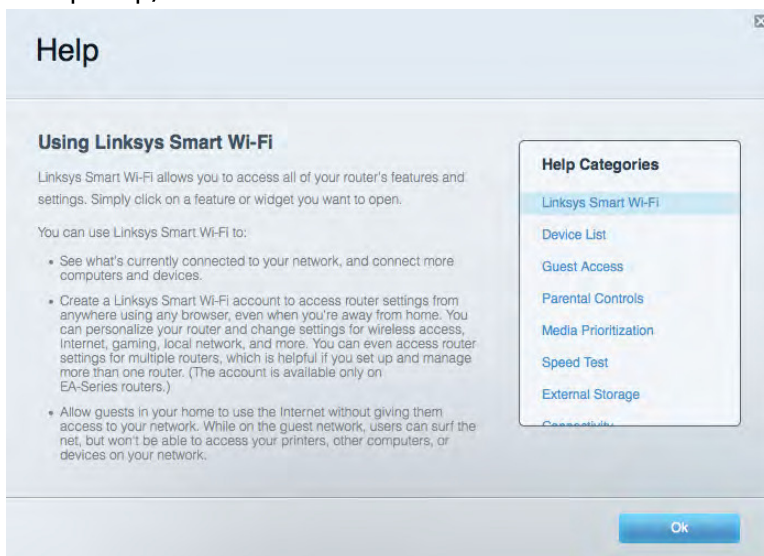 Help
Using Linksys Smart Wi-Fi
Linksys Smart Wi-Fi allows you to access all of your router's features and
settings. Simply click on a feature or widget you want to open.
You can use Linksys Smart Wi-Fi to:
• See what's currently connected to your network, and connect more
computers and devices.
• Create a Linksys Smart Wi-Fi account to access router settings from
anywhere using any browser, even when you're away from home. You
can personalize your router and change settings for wireless access,
Internet, gaming, local network, and more. You can even access router
settings for multiple routers, which is helpful if you set up and manage
more than one router. (The account is available only on
EA-Series routers.)
• Allow guests in your home to use the Internet without giving them
access to your network. While on the guest network, users can surf the
net, but won't be able to access your printers, other computers, or
devices on your network.
Help Categories
Linksys Smart Wi-Fi
Device List
Guest Access
Parental Controls
Media Prioritization
Speed Test
External Storage
Connectivity
Ok